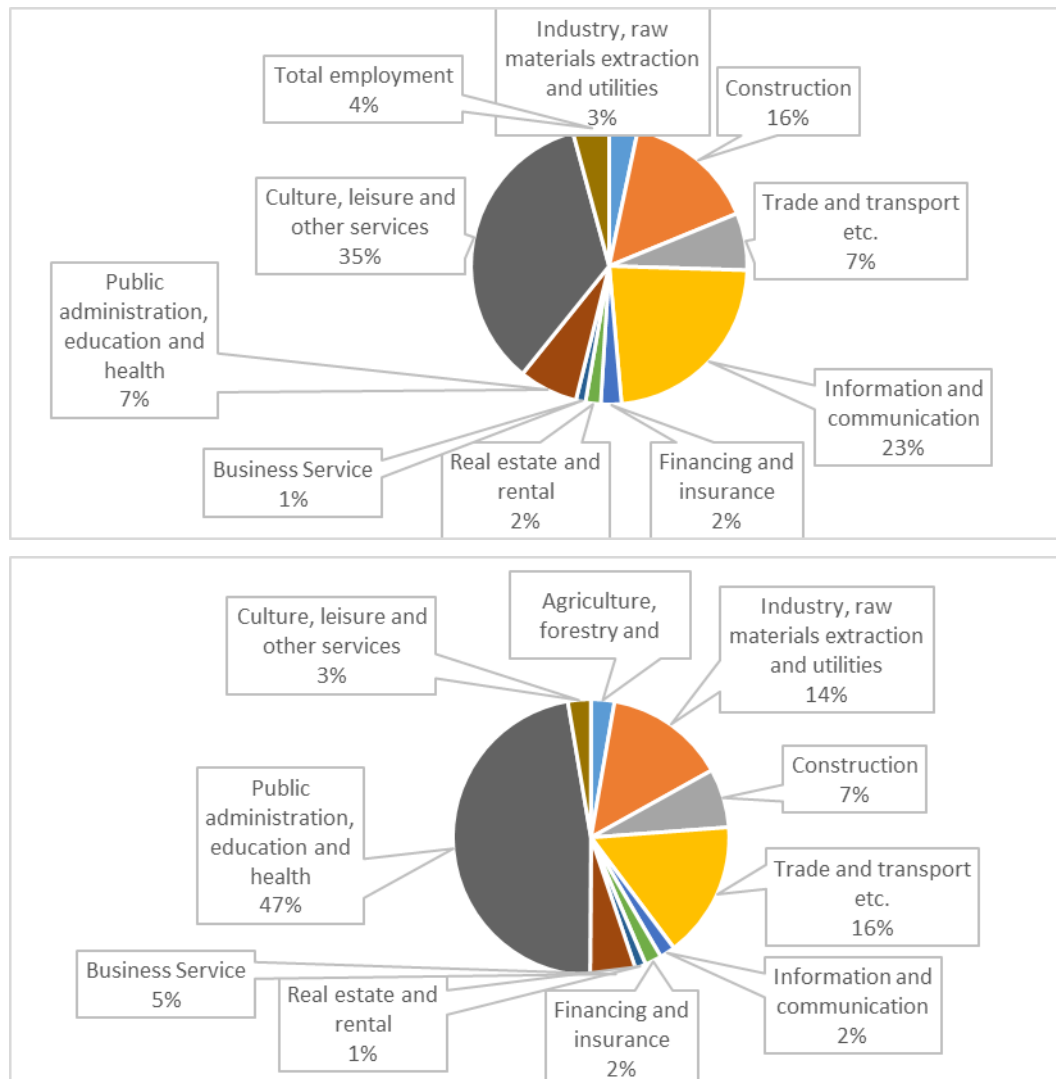 Industry, raw
materials extraction
and utilities
3%
Total employment
4%
Construction
16%
Culture, leisure and
other services
35%
Trade and transport
etc.
7%
Public
administration,
education and
health
7%
Information and
communication
23%
Business Service
1%
Real estate and
rental
2%
Financing and
insurance
2%
Culture, leisure and
other services
3%
Agriculture,
forestry and
Industry, raw
materials extraction
and utilities
14%
Construction
7%
Public
administration,
education and
health
47%
Trade and transport
etc.
16%
Business Service
5%
Real estate and
rental
1%
Financing and
insurance
2%
Information and
communication
2%